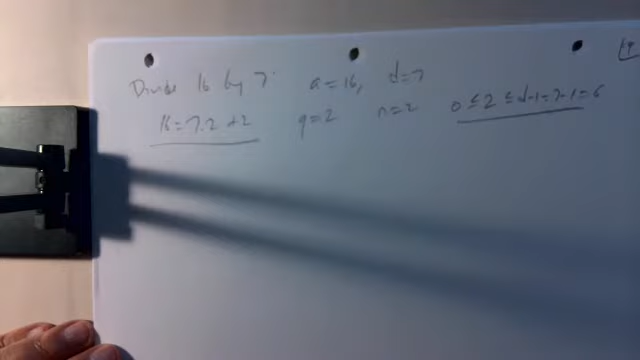 Divide 16 by 7. a=16, d=7
16=7.2+2 q=2 r=2 0≤2≤d-1=7-1=6